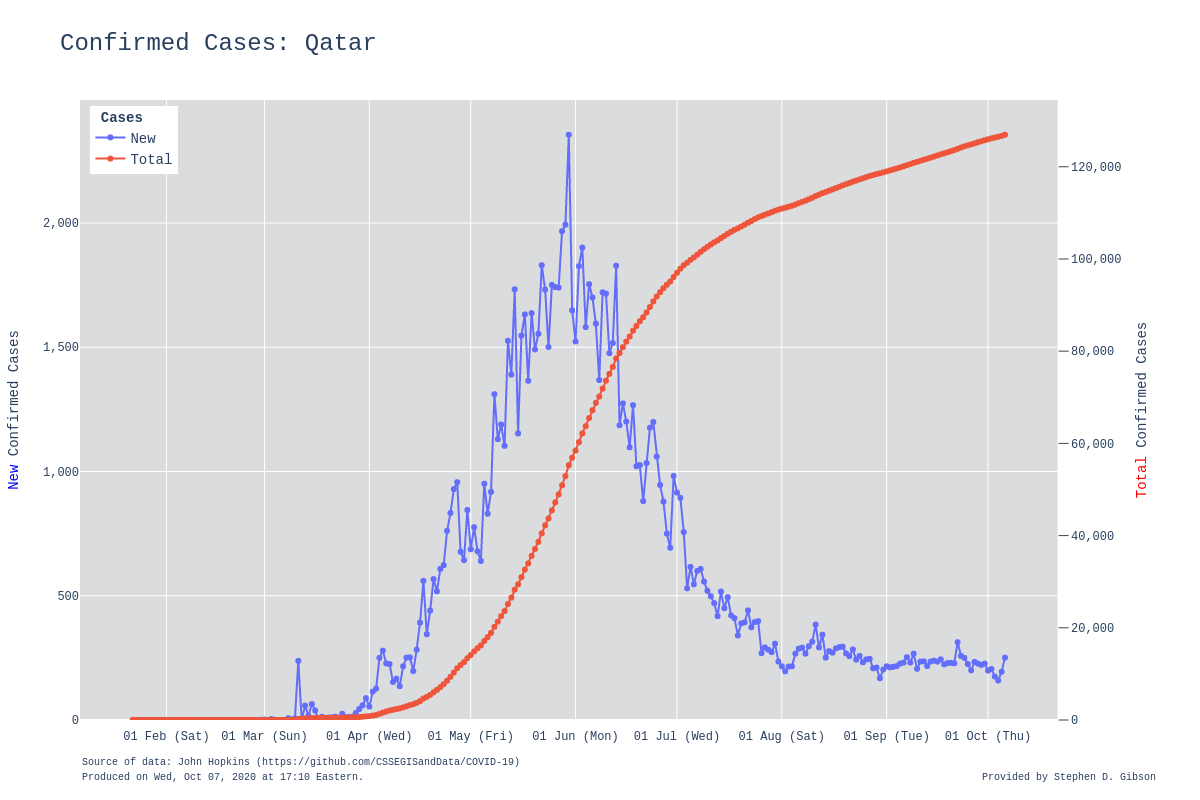 Confirmed Cases: Qatar
Cases
New
Total
2,000
1,500
1,000
500
0
120,000
100,000
80,000
60,000
40,000
20,000
0
New Confirmed Cases
Total Confirmed Cases
01 Feb (Sat) 01 Mar (Sun) 01 Apr (Wed) 01 May (Fri) 01 Jun (Mon) 01 Jul (Wed) 01 Aug (Sat) 01 Sep (Tue) 01 Oct (Thu)
Source of data: John Hopkins (https://github.com/CSSEGISandData/COVID-19)
Produced on Wed, Oct 07, 2020 at 17:10 Eastern.
Provided by Stephen D. Gibson